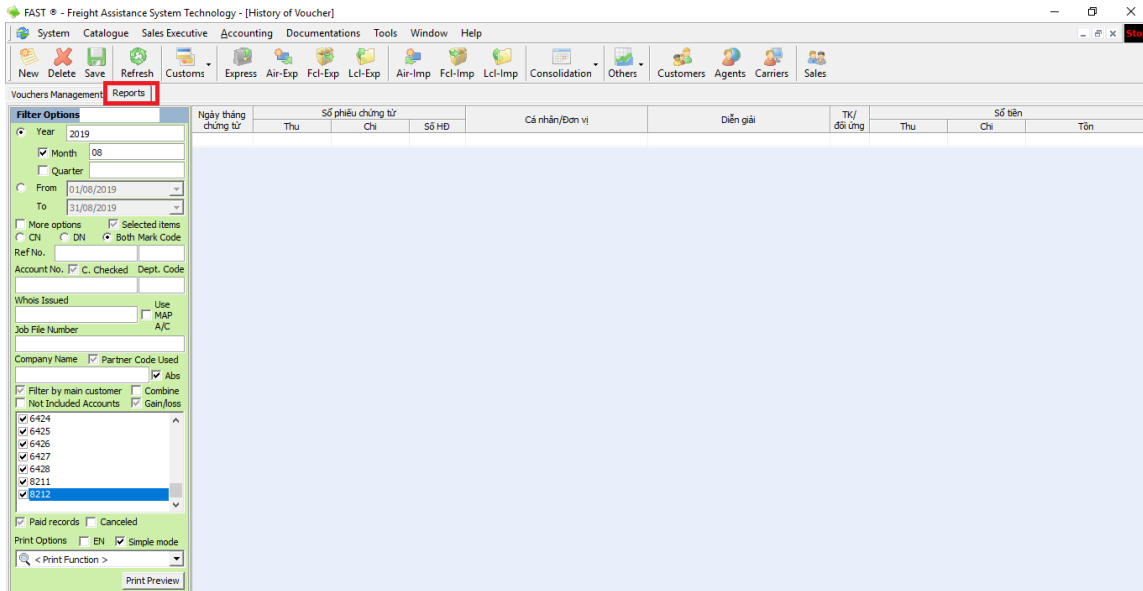 FAST ® - Freight Assistance System Technology - [History of Voucher]
System Catalogue Sales Executive Accounting Documentations Tools Window Help
Sto
New Delete Save Refresh Customs Express Air-Exp Fcl-Exp Lcl-Exp Air-Imp Fcl-Imp Lcl-Imp Consolidation Others Customers Agents Carriers Sales
Vouchers Management Reports
Filter Options
Year 2019
Month 08
Quarter
From 01/08/2019
To 31/08/2019
More options Selected items
CN DN Both Mark Code
Ref No.
Account No. C. Checked Dept. Code
Whois Issued
Use MAP A/C
Job File Number
Company Name Partner Code Used
Abs
Filter by main customer Combine
Not Included Accounts Gain/loss
6424
6425
6426
6427
6428
8211
8212
Paid records Canceled
Print Options EN Simple mode
< Print Function >
Print Preview
Ngày tháng chứng từ
Số phiếu chứng từ
Thu Chi Số HĐ
Cá nhân/Đơn vị
Diễn giải
TK/ đối ứng
Số tiền
Thu Chi Tồn